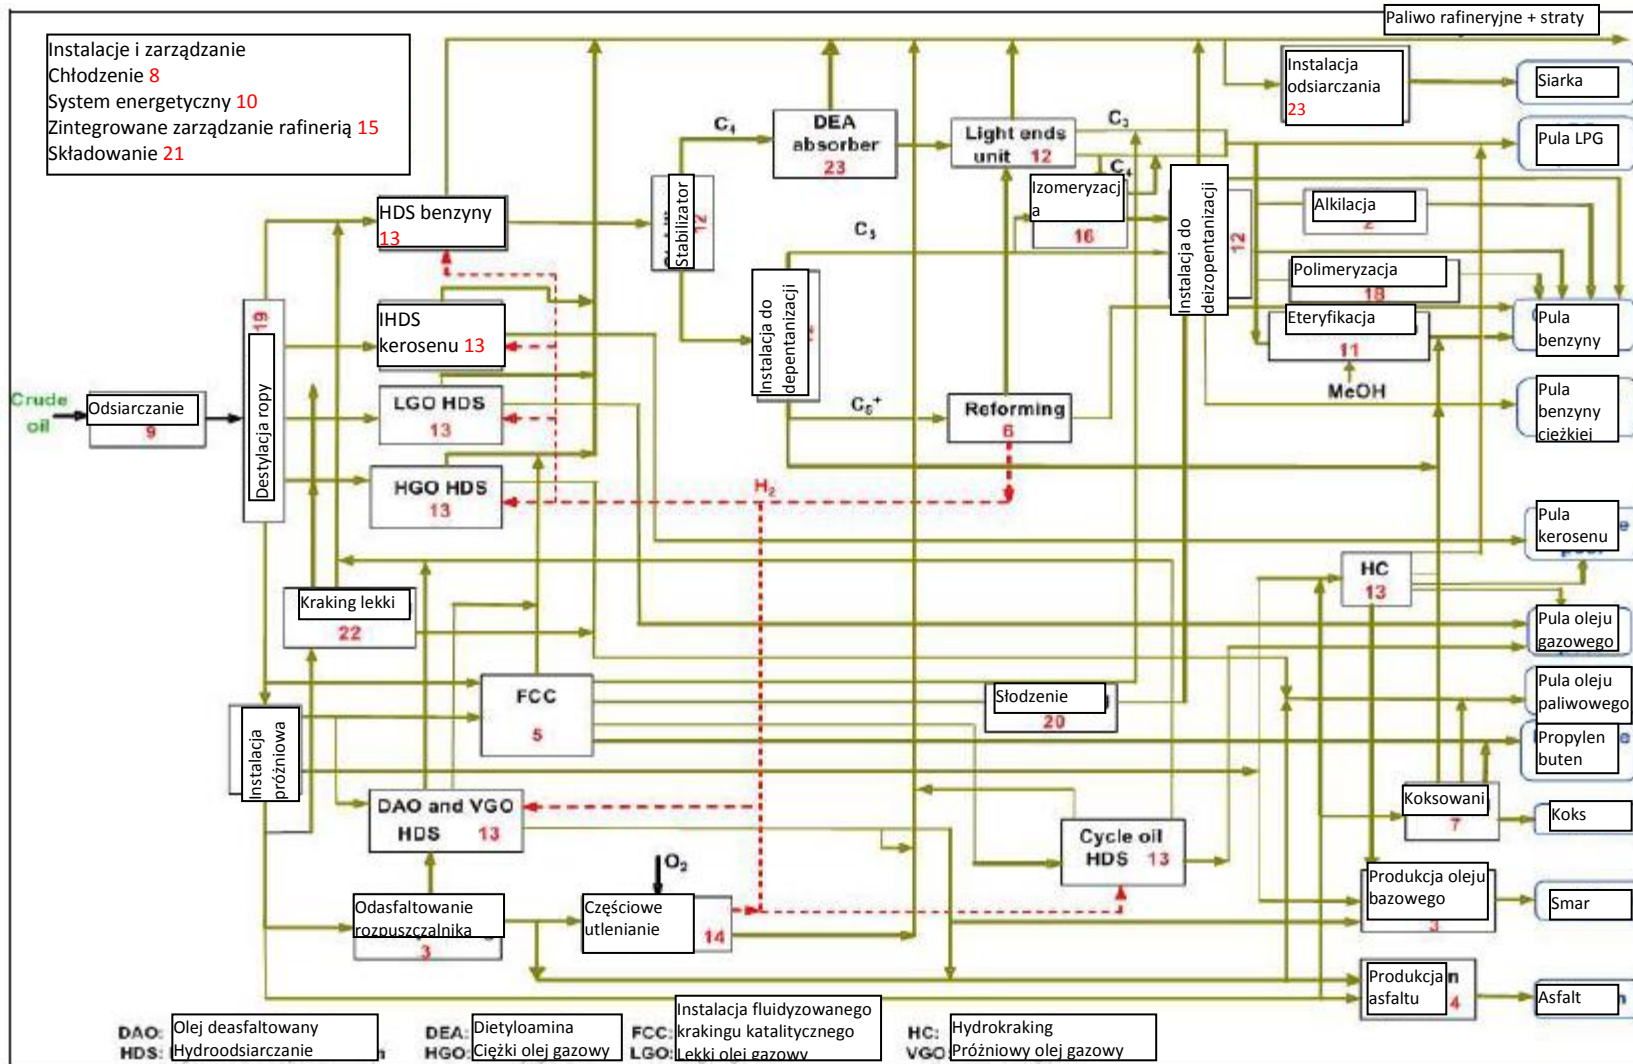 Paliwo rafineryjne + straty
Instalacje i zarządzanie
Chłodzenie 8
System energetyczny 10
Zintegrowane zarządzanie rafinerią 15
Składowanie 21
Instalacja
odsiarczania
23
Siarka
C₄
DEA
absorber
23
Light ends
unit 12
C₃
C₄
Pula LPG
HDS benzyny
13
Stabilizator
12
Izomeryzacj
a
16
Instalacja do
deizopentanizacji
12
Alkilacja
2
C₅
Polimeryzacja
18
Instalacja do
depentanizacji
Eteryfikacja
11
MeOH
Pula
benzyny
19
Destylacja ropy
IHDS
kerosenu 13
Crude
oil
Odsiarczanie
9
LGO HDS
13
C₆⁺
Reforming
6
Pula
benzyny
ciężkiej
HGO HDS
13
H₂
Pula
kerosenu
HC
13
Kraking lekki
22
Pula oleju
gazowego
FCC
5
Słodzenie
20
Pula oleju
paliwowego
Propylen
buten
Instalacja
próżniowa
DAO and VGO
HDS 13
Cycle oil
HDS 13
Koksowani
7
Koks
O₂
Odasfaltowanie
rozpuszczalnika
3
Częściowe
utlenianie
14
Produkcja oleju
bazowego
3
Smar
Produkcja
asfaltu
4
Asfalt
DAO: Olej deasfaltowany
HDS: Hydroodsiarczanie
DEA: Dietyloamina
HGO: Ciężki olej gazowy
FCC: Instalacja fluidyzowanego
krakingu katalitycznego
LGO: Lekki olej gazowy
HC: Hydrokraking
VGO: Próżniowy olej gazowy